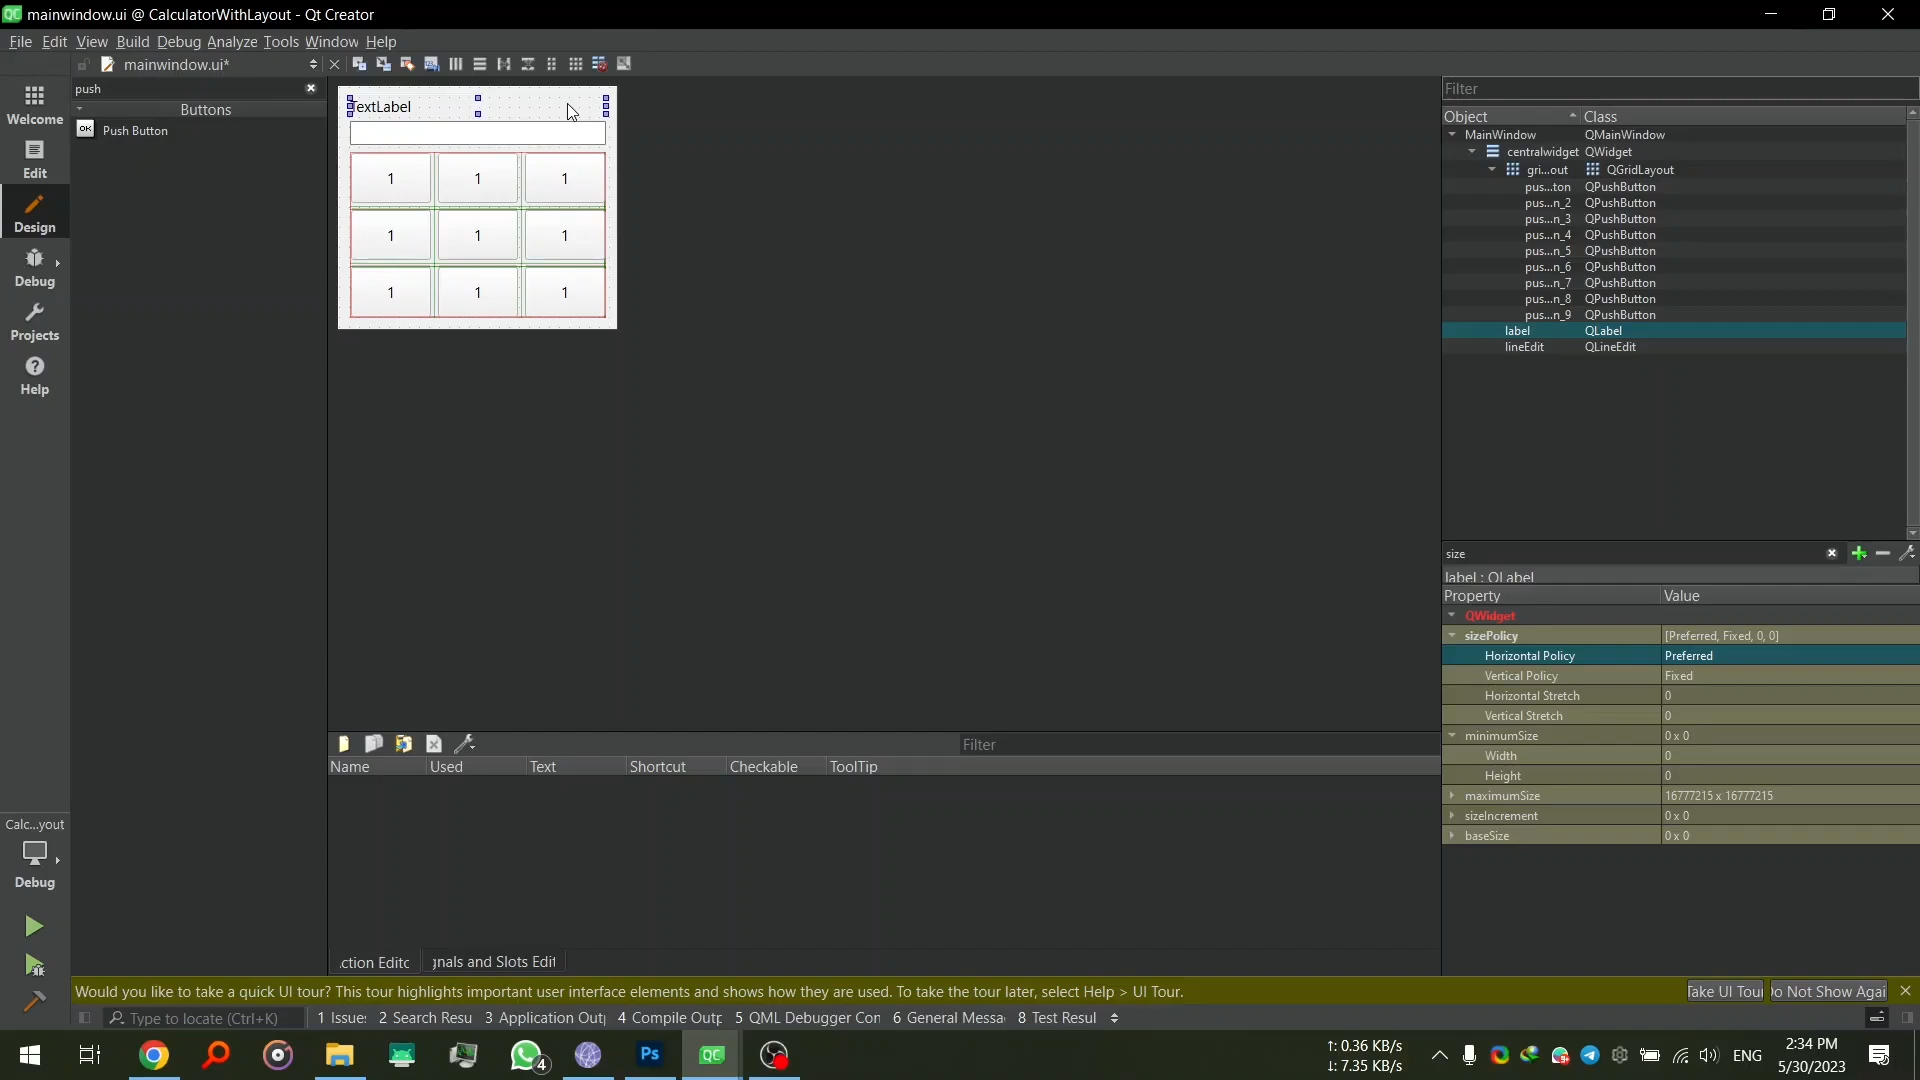 QC mainwindow.ui @ CalculatorWithLayout - Qt Creator
File Edit View Build Debug Analyze Tools Window Help
mainwindow.ui*
push
Buttons
OK Push Button
Welcome
Edit
Design
Debug
Projects
Help
Calc...yout
Debug
TextLabel
1 1 1
1 1 1
1 1 1
Filter
Name Used Text Shortcut Checkable ToolTip
.ction Editc gnals and Slots Edit
Filter
Object Class
MainWindow QMainWindow
centralwidget QWidget
gri...out QGridLayout
pus...ton QPushButton
pus...n_2 QPushButton
pus...n_3 QPushButton
pus...n_4 QPushButton
pus...n_5 QPushButton
pus...n_6 QPushButton
pus...n_7 QPushButton
pus...n_8 QPushButton
pus...n_9 QPushButton
label QLabel
lineEdit QLineEdit
size
label : QLabel
Property Value
QWidget
sizePolicy [Preferred, Fixed, 0, 0]
Horizontal Policy Preferred
Vertical Policy Fixed
Horizontal Stretch 0
Vertical Stretch 0
minimumSize 0 x 0
Width 0
Height 0
maximumSize 16777215 x 16777215
sizeIncrement 0 x 0
baseSize 0 x 0
Would you like to take a quick UI tour? This tour highlights important user interface elements and shows how they are used. To take the tour later, select Help > UI Tour.
Take UI Tour Do Not Show Agai
Type to locate (Ctrl+K) 1 Issues 2 Search Resu 3 Application Outp 4 Compile Outp 5 QML Debugger Con 6 General Messa 8 Test Resul
4 Ps QC
↑: 0.36 KB/s
↓: 7.35 KB/s
ENG
2:34 PM
5/30/2023